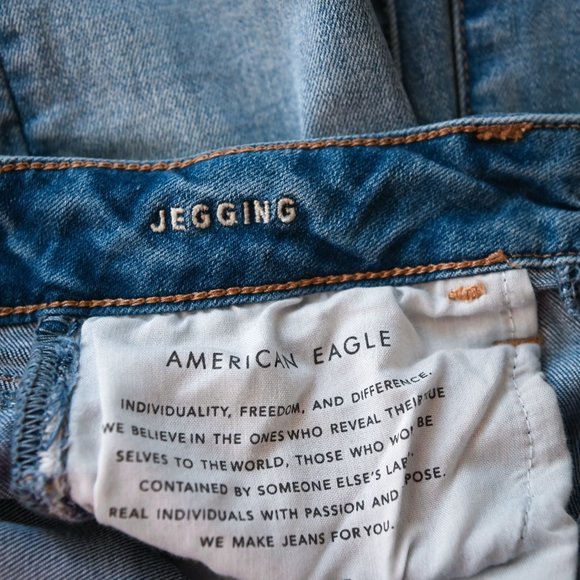 JEGGING
AMERICAN EAGLE
INDIVIDUALITY, FREEDOM, AND DIFFERENCE.
WE BELIEVE IN THE ONES WHO REVEAL THEIR
SELVES TO THE WORLD, THOSE WHO BE
CONTAINED BY SOMEONE ELSE'S
REAL INDIVIDUALS WITH PASSION AND
WE MAKE JEANS FOR YOU.